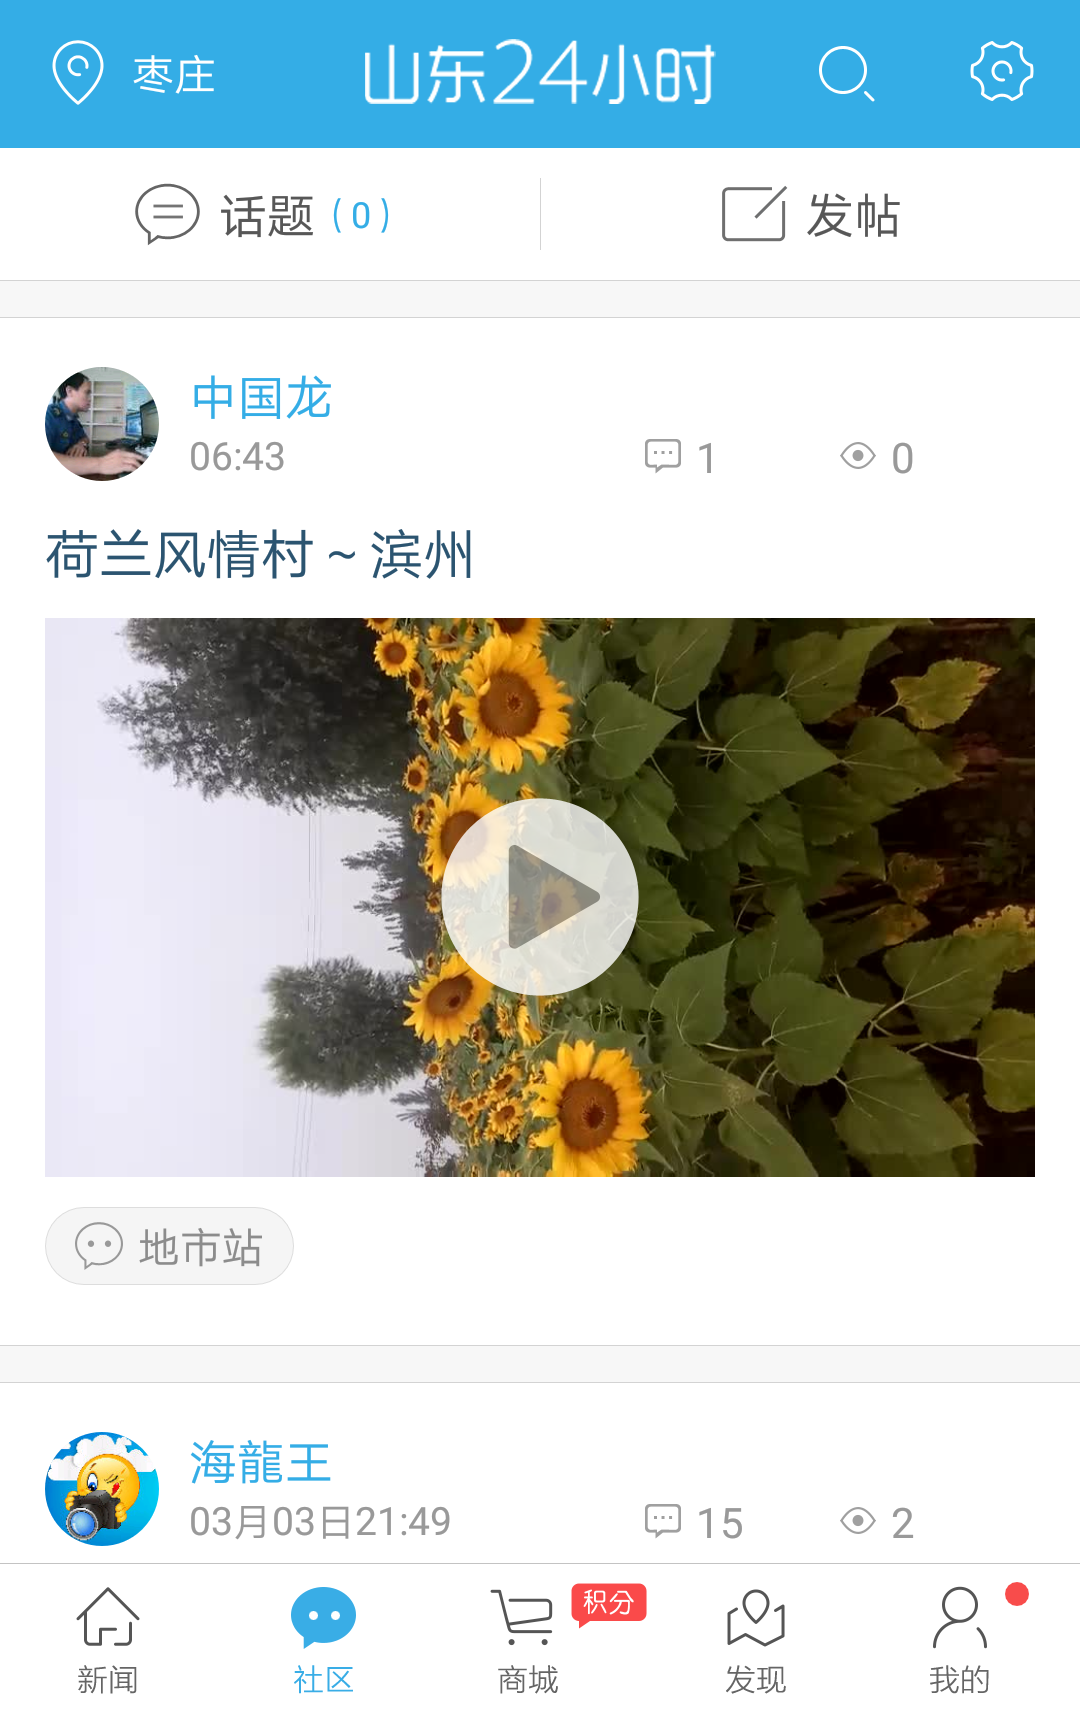 枣庄
山东24小时
话题(0)
发帖
中国龙
06:43
1
0
荷兰风情村~滨州
地市站
海龍王
03月03日21:49
15
2
积分
新闻
社区
商城
发现
我的